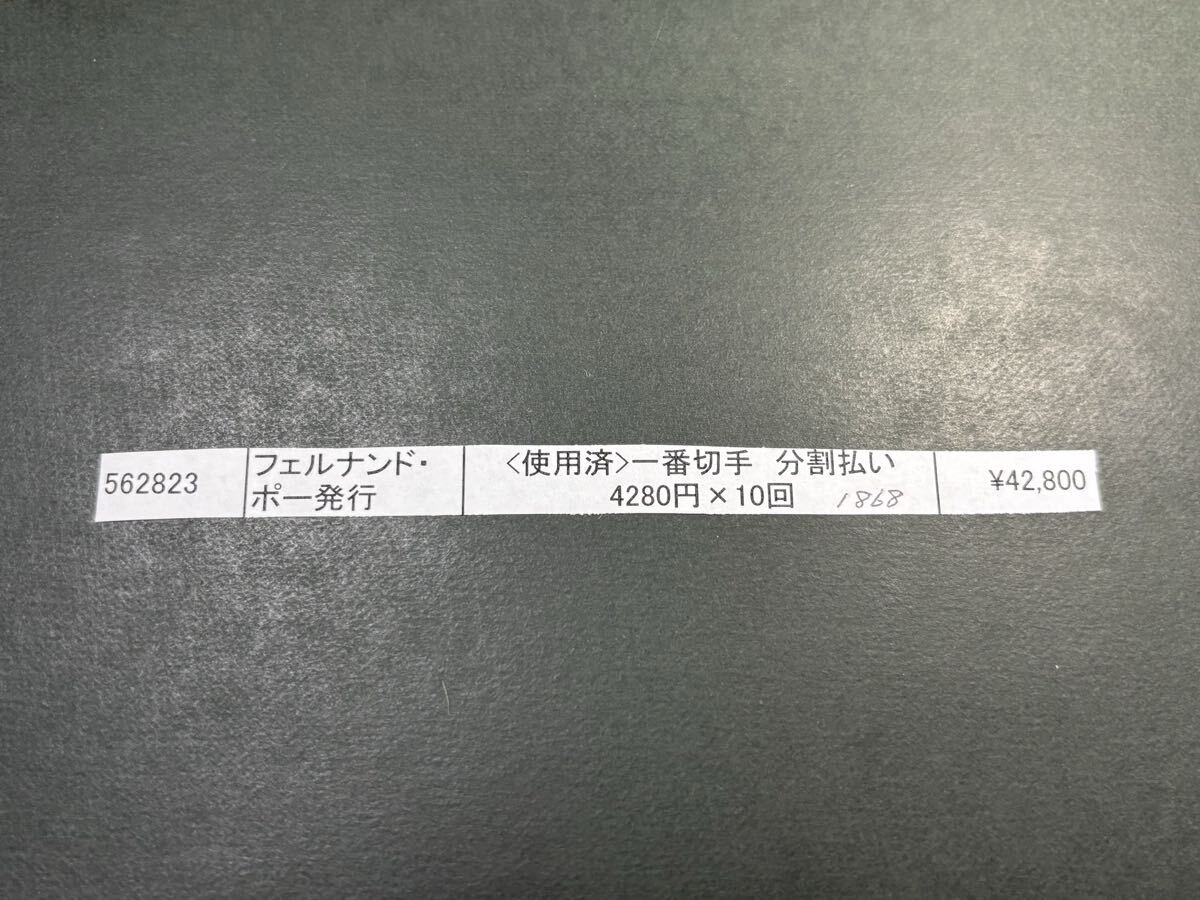 562823
フェルナンド・
ポー発行
<使用済>一番切手 分割払い
4280円×10回 1868
¥42,800